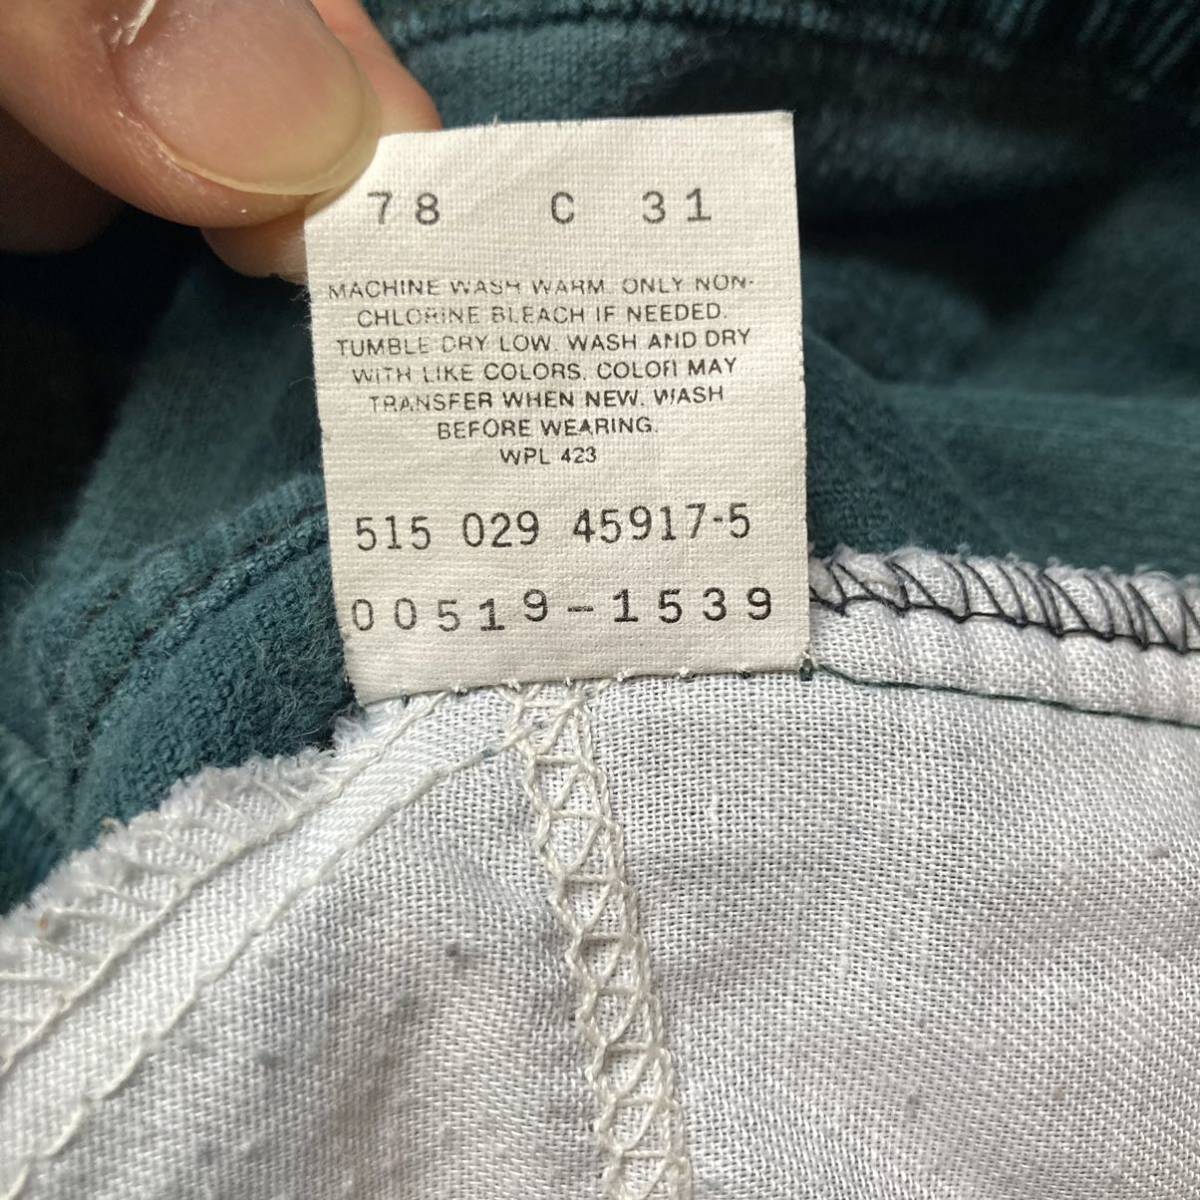 78 C 31
MACHINE WASH WARM. ONLY NON-
CHLORINE BLEACH IF NEEDED.
TUMBLE DRY LOW. WASH AND DRY
WITH LIKE COLORS. COLOR MAY
TRANSFER WHEN NEW. WASH
BEFORE WEARING.
WPL 423
515 029 45917-5
00519-1539